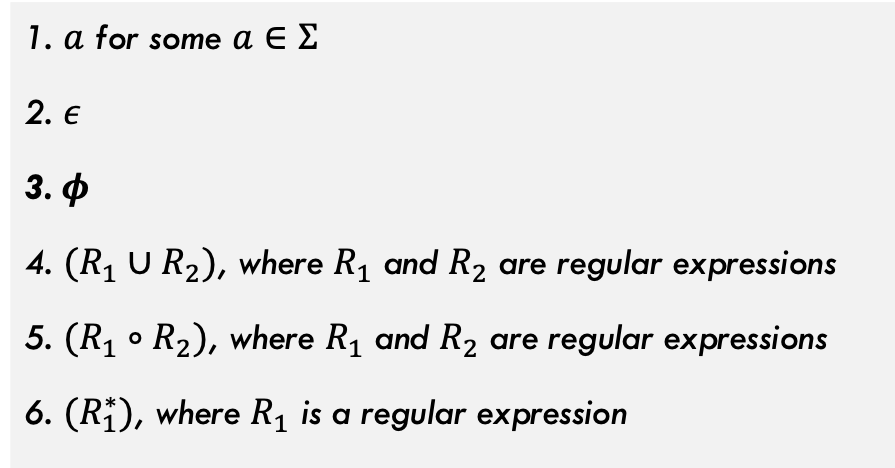 1. a for some a ∈ Σ
2. ϵ
3. ϕ
4. (R₁ ∪ R₂), where R₁ and R₂ are regular expressions
5. (R₁ ∘ R₂), where R₁ and R₂ are regular expressions
6. (R₁*), where R₁ is a regular expression